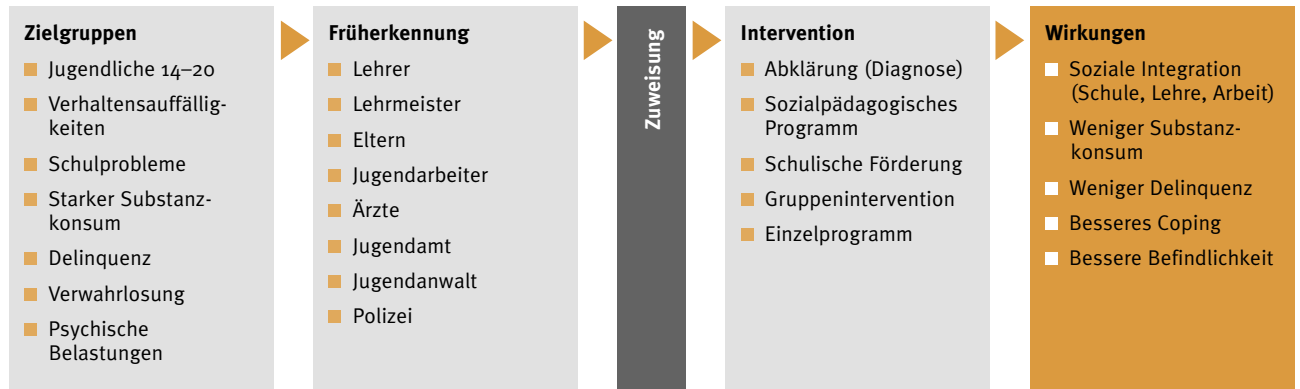 Zielgruppen
Jugendliche 14–20
Verhaltensauffällig-
keiten
Schulprobleme
Starker Substanz-
konsum
Delinquenz
Verwahrlosung
Psychische
Belastungen
Früherkennung
Lehrer
Lehrmeister
Eltern
Jugendarbeiter
Ärzte
Jugendamt
Jugendanwalt
Polizei
Zuweisung
Intervention
Abklärung (Diagnose)
Sozialpädagogisches
Programm
Schulische Förderung
Gruppenintervention
Einzelprogramm
Wirkungen
Soziale Integration
(Schule, Lehre, Arbeit)
Weniger Substanz-
konsum
Weniger Delinquenz
Besseres Coping
Bessere Befindlichkeit